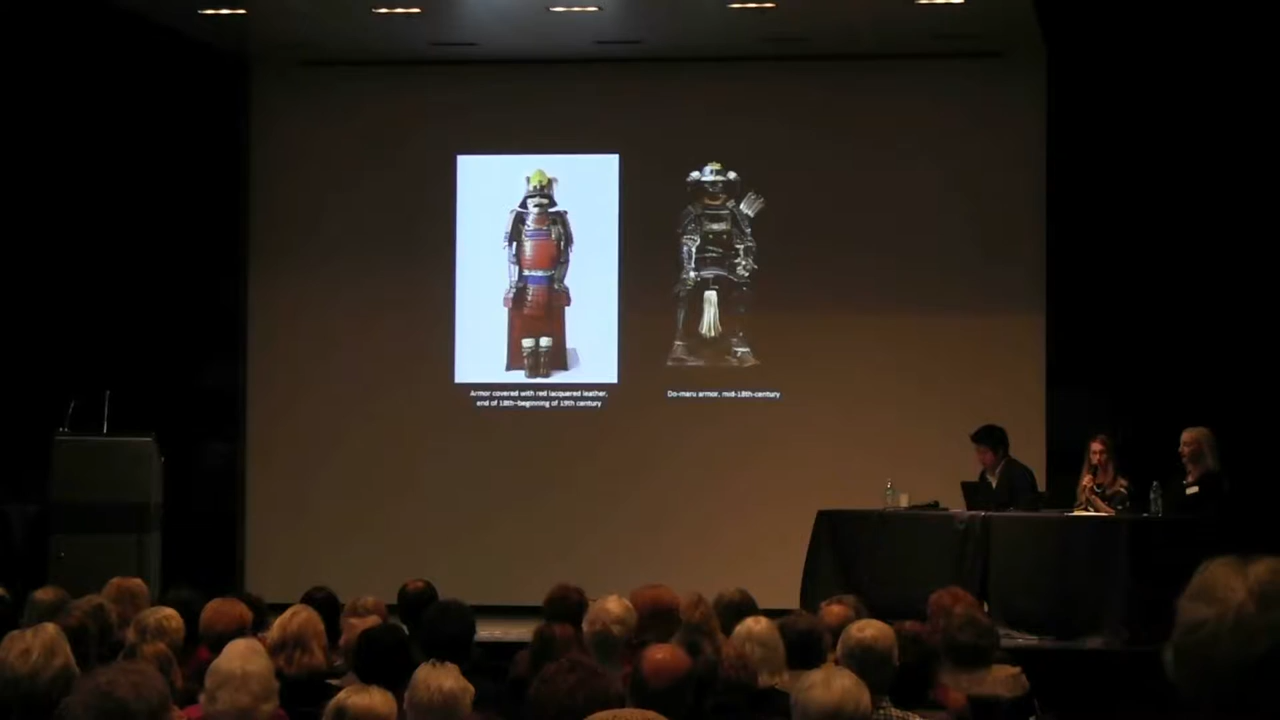 Armor covered with red lacquered leather,
end of 18th–beginning of 19th century
Do-maru armor, mid-18th-century